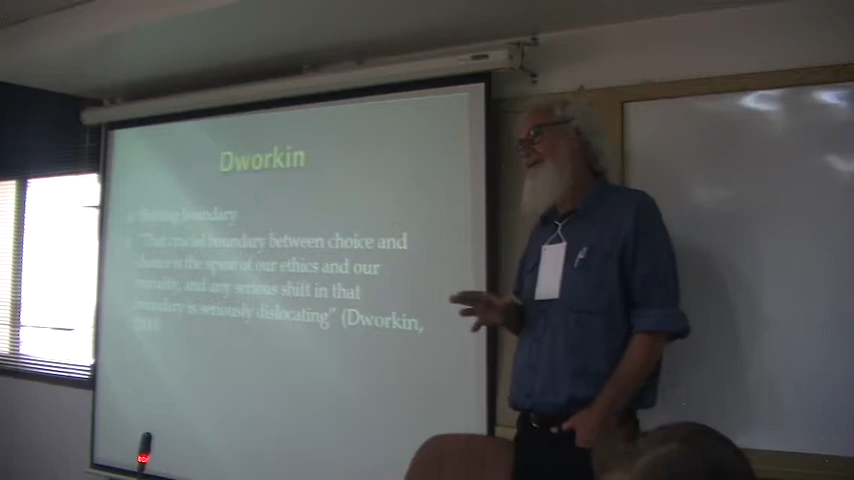 Dworkin
Shifting boundary
"That crucial boundary between choice and
chance is the spine of our ethics and our
morality, and any serious shift in that
boundary is seriously dislocating" (Dworkin,